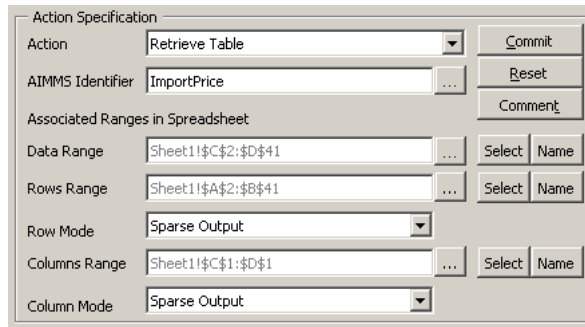 Action Specification
Action Retrieve Table Commit
AIMMS Identifier ImportPrice ... Reset
Comment
Associated Ranges in Spreadsheet
Data Range Sheet1!$C$2:$D$41 ... Select Name
Rows Range Sheet1!$A$2:$B$41 ... Select Name
Row Mode Sparse Output
Columns Range Sheet1!$C$1:$D$1 ... Select Name
Column Mode Sparse Output